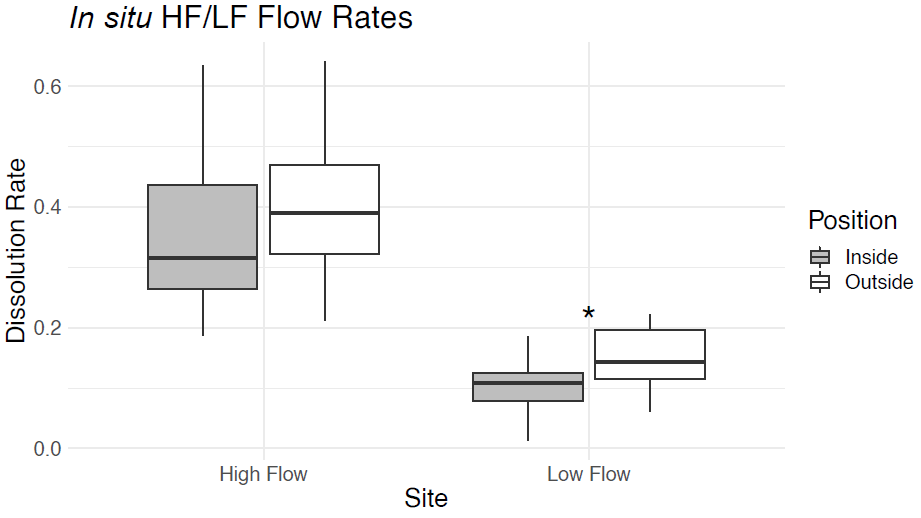 In situ HF/LF Flow Rates
Dissolution Rate
0.6
0.4
0.2
0.0
*
High Flow
Low Flow
Site
Position
Inside
Outside